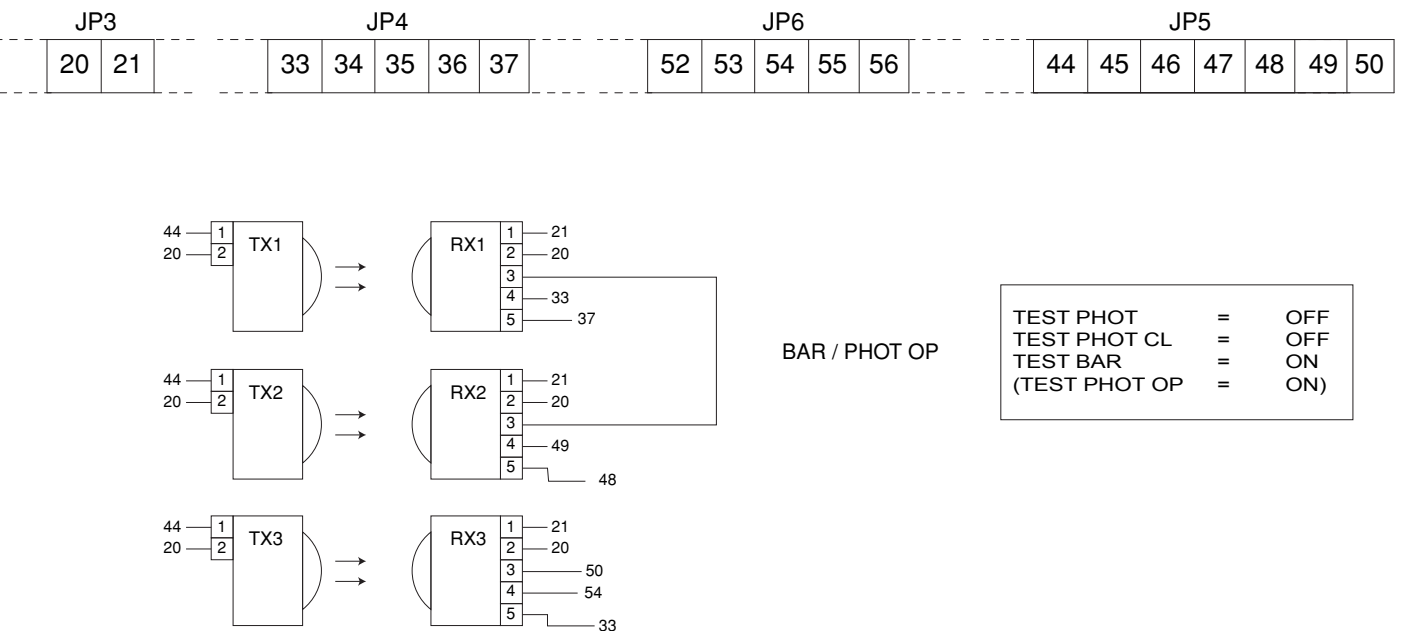 JP3 JP4 JP6 JP5
20 21 33 34 35 36 37 52 53 54 55 56 44 45 46 47 48 49 50
44 1 TX1 RX1 1 21
20 2 2 20
3
4 33
5 37
BAR / PHOT OP
TEST PHOT = OFF
TEST PHOT CL = OFF
TEST BAR = ON
(TEST PHOT OP = ON)
44 1 TX2 RX2 1 21
20 2 2 20
3
4 49
5 48
44 1 TX3 RX3 1 21
20 2 2 20
3 50
4 54
5 33